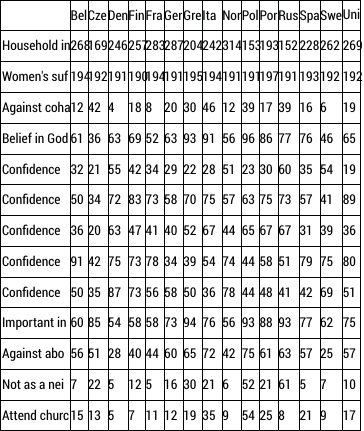 Bel Cze Den Fin Fra Ger Gre Ita Nor Pol Por Rus Spa Swe Uni
Household in 268 169 246 257 283 287 204 242 314 153 193 152 228 262 269
Women's suf 194 192 191 190 194 191 195 194 191 191 197 191 193 192 192
Against coha 12 42 4 18 8 20 30 46 12 39 17 39 16 6 19
Belief in God 61 36 63 69 52 63 93 91 56 96 86 77 76 46 65
Confidence 32 21 55 42 34 29 22 28 51 23 30 60 35 54 19
Confidence 50 34 72 83 73 58 70 75 57 63 75 73 57 41 89
Confidence 36 20 63 47 41 40 52 67 44 65 67 67 31 39 36
Confidence 91 42 75 73 78 34 39 54 74 44 58 51 79 75 80
Confidence 50 35 87 73 56 58 50 36 78 44 48 41 42 69 51
Important in 60 85 54 58 58 73 94 76 56 93 88 93 77 62 75
Against abo 56 51 28 40 44 60 65 72 42 75 61 63 57 25 57
Not as a nei 7 22 5 12 5 16 30 21 6 52 21 61 5 7 10
Attend churc 15 13 5 7 11 12 19 35 9 54 25 8 21 9 17